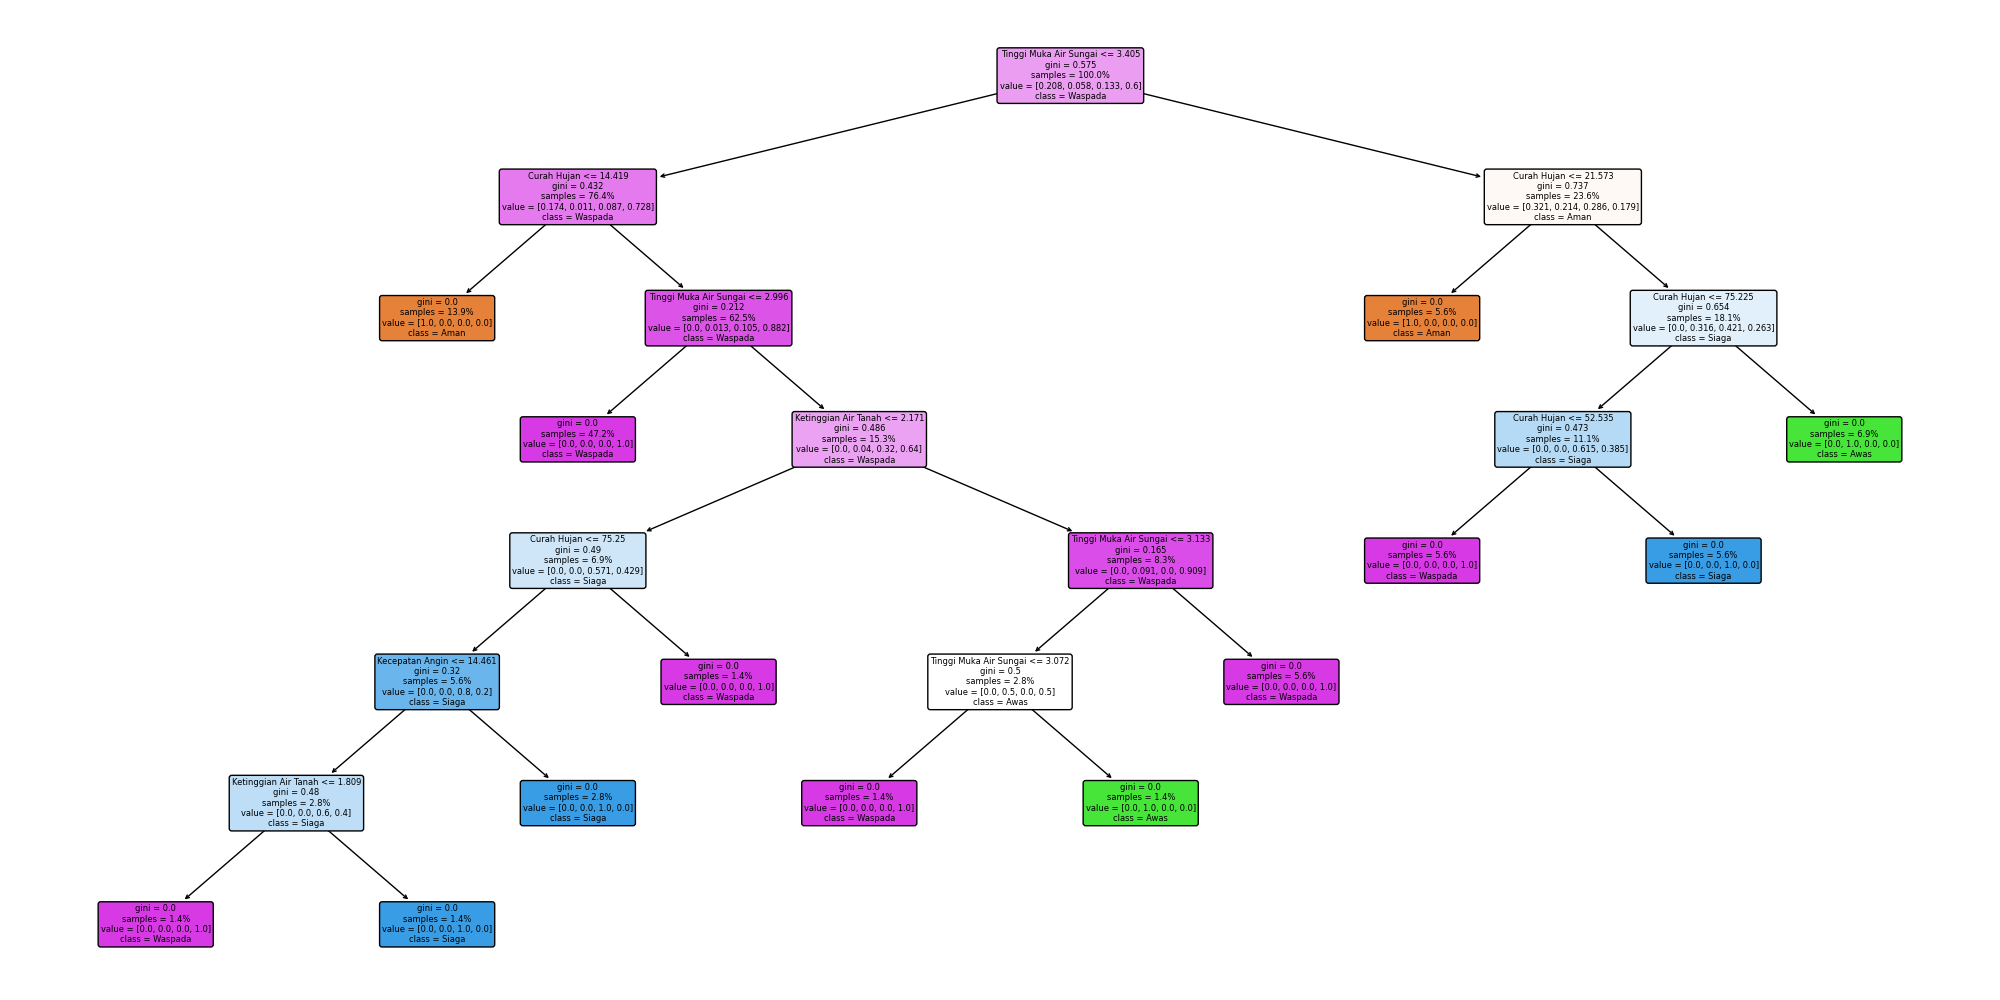 Tinggi Muka Air Sungai <= 3.405
gini = 0.575
samples = 100.0%
value = [0.208, 0.058, 0.133, 0.6]
class = Waspada
Curah Hujan <= 14.419
gini = 0.432
samples = 76.4%
value = [0.174, 0.011, 0.087, 0.728]
class = Waspada
Curah Hujan <= 21.573
gini = 0.737
samples = 23.6%
value = [0.321, 0.214, 0.286, 0.179]
class = Aman
gini = 0.0
samples = 13.9%
value = [1.0, 0.0, 0.0, 0.0]
class = Aman
Tinggi Muka Air Sungai <= 2.996
gini = 0.212
samples = 62.5%
value = [0.0, 0.013, 0.105, 0.882]
class = Waspada
gini = 0.0
samples = 5.6%
value = [1.0, 0.0, 0.0, 0.0]
class = Aman
Curah Hujan <= 75.225
gini = 0.654
samples = 18.1%
value = [0.0, 0.316, 0.421, 0.263]
class = Siaga
gini = 0.0
samples = 47.2%
value = [0.0, 0.0, 0.0, 1.0]
class = Waspada
Ketinggian Air Tanah <= 2.171
gini = 0.486
samples = 15.3%
value = [0.0, 0.04, 0.32, 0.64]
class = Waspada
Curah Hujan <= 52.535
gini = 0.473
samples = 11.1%
value = [0.0, 0.0, 0.615, 0.385]
class = Siaga
gini = 0.0
samples = 6.9%
value = [0.0, 1.0, 0.0, 0.0]
class = Awas
Curah Hujan <= 75.25
gini = 0.49
samples = 6.9%
value = [0.0, 0.0, 0.571, 0.429]
class = Siaga
Tinggi Muka Air Sungai <= 3.133
gini = 0.165
samples = 8.3%
value = [0.0, 0.091, 0.0, 0.909]
class = Waspada
gini = 0.0
samples = 5.6%
value = [0.0, 0.0, 0.0, 1.0]
class = Waspada
gini = 0.0
samples = 5.6%
value = [0.0, 0.0, 1.0, 0.0]
class = Siaga
Kecepatan Angin <= 14.461
gini = 0.32
samples = 5.6%
value = [0.0, 0.0, 0.8, 0.2]
class = Siaga
gini = 0.0
samples = 1.4%
value = [0.0, 0.0, 0.0, 1.0]
class = Waspada
Tinggi Muka Air Sungai <= 3.072
gini = 0.5
samples = 2.8%
value = [0.0, 0.5, 0.0, 0.5]
class = Awas
gini = 0.0
samples = 5.6%
value = [0.0, 0.0, 0.0, 1.0]
class = Waspada
Ketinggian Air Tanah <= 1.809
gini = 0.48
samples = 2.8%
value = [0.0, 0.0, 0.6, 0.4]
class = Siaga
gini = 0.0
samples = 2.8%
value = [0.0, 0.0, 1.0, 0.0]
class = Siaga
gini = 0.0
samples = 1.4%
value = [0.0, 0.0, 0.0, 1.0]
class = Waspada
gini = 0.0
samples = 1.4%
value = [0.0, 1.0, 0.0, 0.0]
class = Awas
gini = 0.0
samples = 1.4%
value = [0.0, 0.0, 0.0, 1.0]
class = Waspada
gini = 0.0
samples = 1.4%
value = [0.0, 0.0, 1.0, 0.0]
class = Siaga